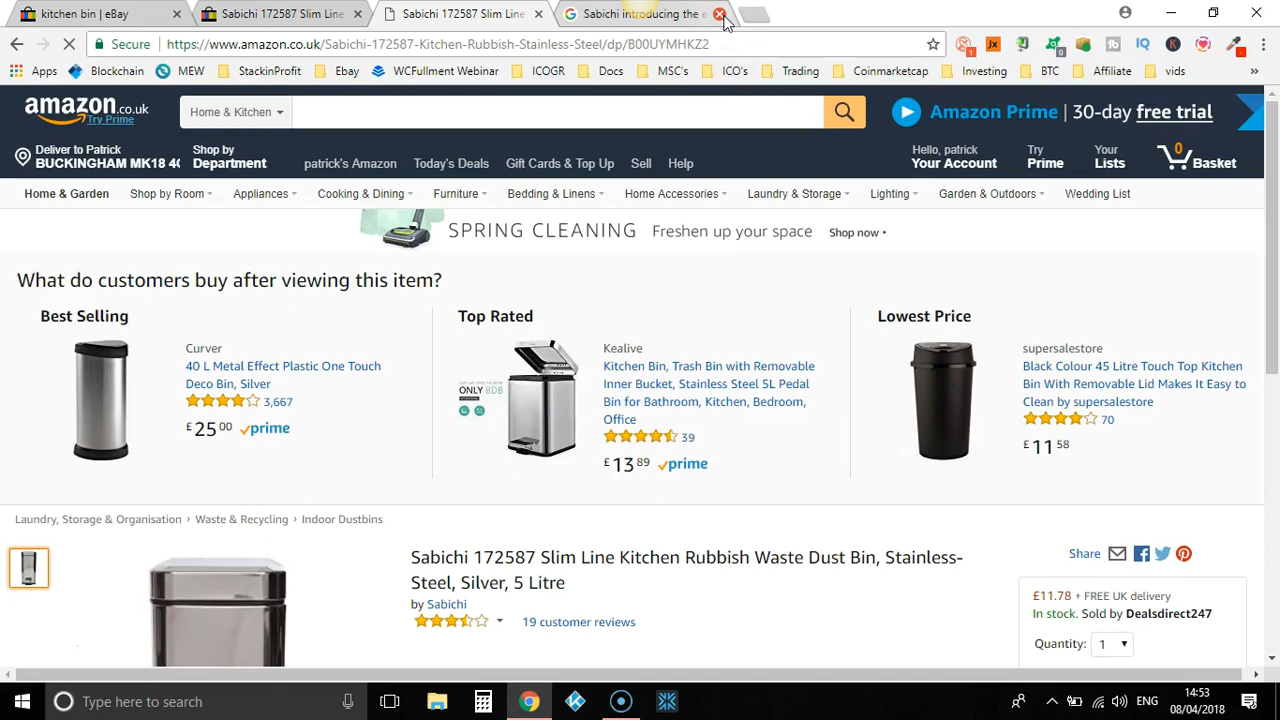 kitchen bin | eBay
Sabichi 172587 Slim Line
Sabichi 172587 Slim Line
Sabichi introducing the e
Secure
https://www.amazon.co.uk/Sabichi-172587-Kitchen-Rubbish-Stainless-Steel/dp/B00UYMHKZ2
Apps Blockchain MEW StackinProfit Ebay WCFullment Webinar ICOGR Docs MSC's ICO's Trading Coinmarketcap Investing BTC Affiliate vids
amazon.co.uk
Try Prime
Home & Kitchen
Amazon Prime | 30-day free trial
Deliver to Patrick
BUCKINGHAM MK18 4(
Shop by
Department
patrick's Amazon Today's Deals Gift Cards & Top Up Sell Help
Hello, patrick
Your Account
Try
Prime
Your
Lists
0
Basket
Home & Garden Shop by Room Appliances Cooking & Dining Furniture Bedding & Linens Home Accessories Laundry & Storage Lighting Garden & Outdoors Wedding List
SPRING CLEANING Freshen up your space Shop now
What do customers buy after viewing this item?
Best Selling
Curver
40 L Metal Effect Plastic One Touch
Deco Bin, Silver
3,667
£25 00 prime
Top Rated
ONLY
Kealive
Kitchen Bin, Trash Bin with Removable
Inner Bucket, Stainless Steel 5L Pedal
Bin for Bathroom, Kitchen, Bedroom,
Office
39
£13 89 prime
Lowest Price
supersalestore
Black Colour 45 Litre Touch Top Kitchen
Bin With Removable Lid Makes It Easy to
Clean by supersalestore
70
£11 58
Laundry, Storage & Organisation › Waste & Recycling › Indoor Dustbins
Sabichi 172587 Slim Line Kitchen Rubbish Waste Dust Bin, Stainless-
Steel, Silver, 5 Litre
by Sabichi
19 customer reviews
Share
£11.78 + FREE UK delivery
In stock. Sold by Dealsdirect247
Quantity: 1
Type here to search
ENG
14:53
08/04/2018